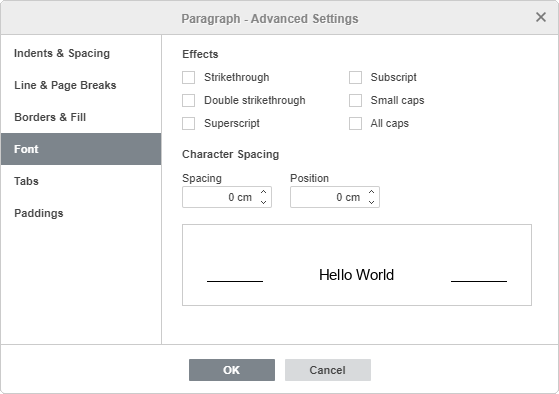 Paragraph - Advanced Settings
Indents & Spacing
Line & Page Breaks
Borders & Fill
Font
Tabs
Paddings
Effects
Strikethrough Subscript
Double strikethrough Small caps
Superscript All caps
Character Spacing
Spacing Position
0 cm 0 cm
Hello World
OK Cancel